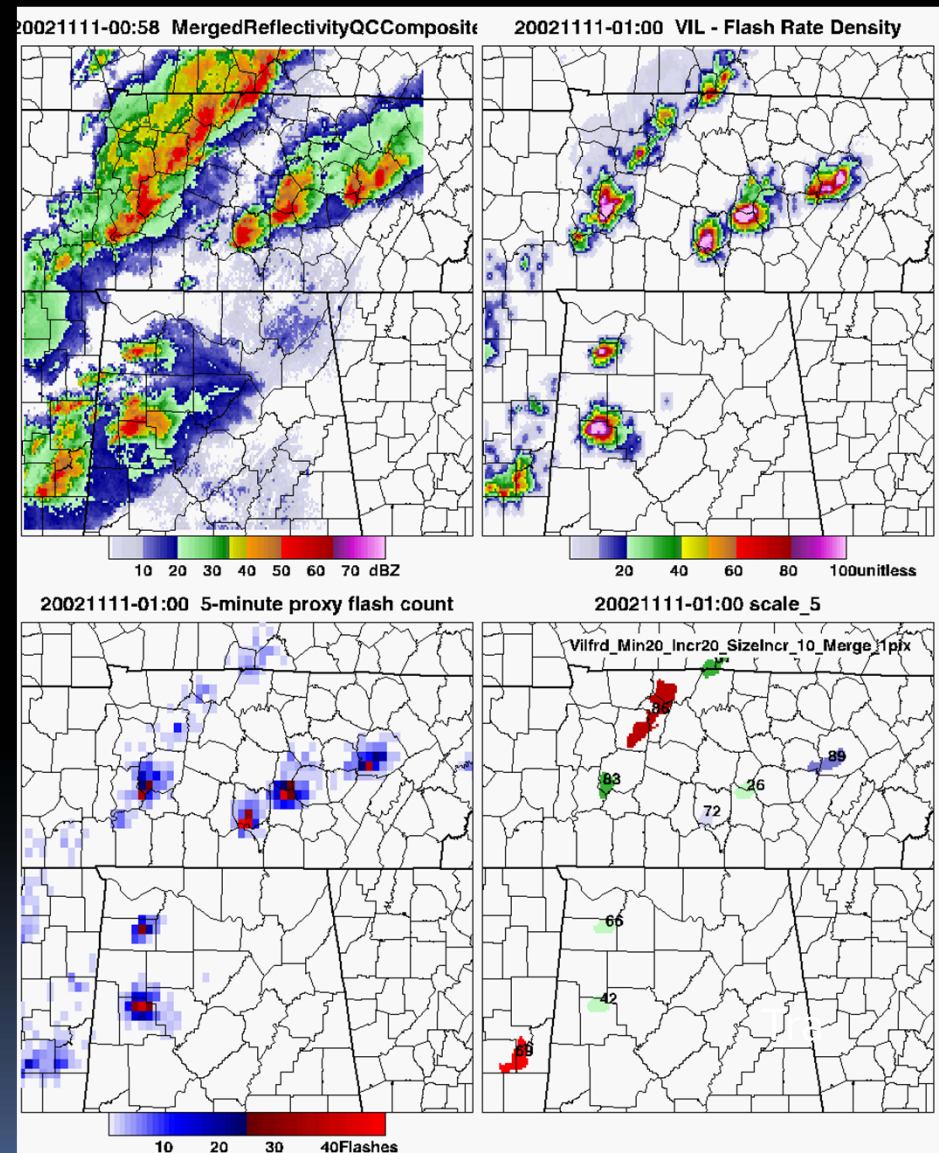 20021111-00:58 MergedReflectivityQCComposite
20021111-01:00 VIL - Flash Rate Density
10 20 30 40 50 60 70 dBZ
20 40 60 80 100unitless
20021111-01:00 5-minute proxy flash count
20021111-01:00 scale_5
Vilfrd_Min20_Incr20_SizeIncr_10_Merge_1pix
86
89
83
26
72
66
42
Tra
69
10 20 30 40Flashes